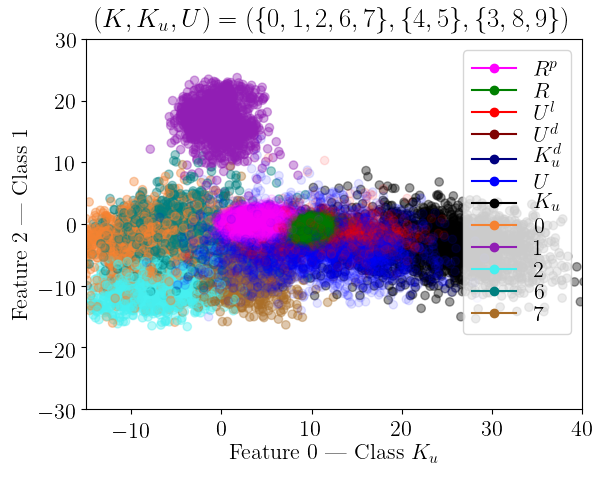 (K, K_u, U) = ({0, 1, 2, 6, 7}, {4, 5}, {3, 8, 9})
Feature 2 — Class 1
30
20
10
0
−10
−20
−30
R^p
R
U^l
U^d
K_u^d
U
K_u
0
1
2
6
7
−10 0 10 20 30 40
Feature 0 — Class K_u